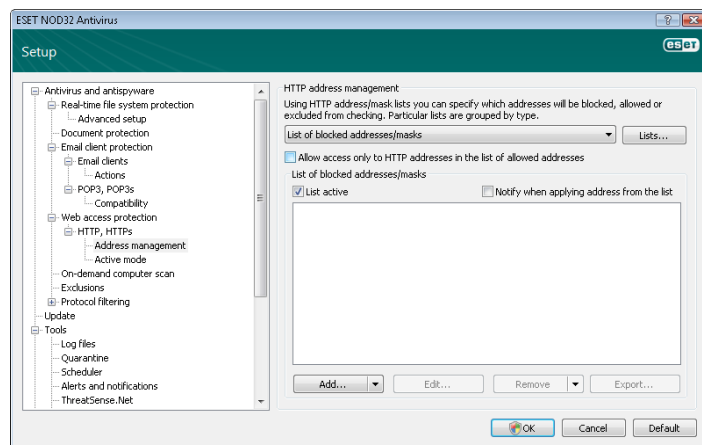 ESET NOD32 Antivirus
Setup
eseT
Antivirus and antispyware
Real-time file system protection
Advanced setup
Document protection
Email client protection
Email clients
Actions
POP3, POP3s
Compatibility
Web access protection
HTTP, HTTPs
Address management
Active mode
On-demand computer scan
Exclusions
Protocol filtering
Update
Tools
Log files
Quarantine
Scheduler
Alerts and notifications
ThreatSense.Net
HTTP address management
Using HTTP address/mask lists you can specify which addresses will be blocked, allowed or
excluded from checking. Particular lists are grouped by type.
List of blocked addresses/masks
Lists...
Allow access only to HTTP addresses in the list of allowed addresses
List of blocked addresses/masks
List active
Notify when applying address from the list
Add...
Edit...
Remove
Export...
OK
Cancel
Default